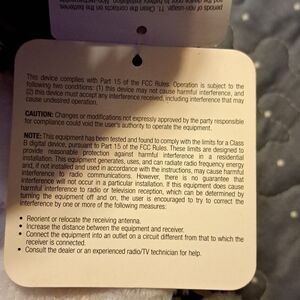 periods of non usage. 11. Clean the contacts on the batteries
This device complies with Part 15 of the FCC Rules. Operation is subject to the
following two conditions: (1) this device may not cause harmful interference, and
(2) this device must accept any interference received, including interference that may
cause undesired operation.
CAUTION: Changes or modifications not expressly approved by the party responsible
for compliance could void the user's authority to operate the equipment.
NOTE: This equipment has been tested and found to comply with the limits for a Class
B digital device, pursuant to Part 15 of the FCC Rules. These limits are designed to
provide reasonable protection against harmful interference in a residential
installation. This equipment generates, uses, and can radiate radio frequency energy
and, if not installed and used in accordance with the instructions, may cause harmful
interference to radio communications. However, there is no guarantee that
interference will not occur in a particular installation. If this equipment does cause
harmful interference to radio or television reception, which can be determined by
turning the equipment off and on, the user is encouraged to try to correct the
interference by one or more of the following measures:
• Reorient or relocate the receiving antenna.
• Increase the distance between the equipment and receiver.
• Connect the equipment into an outlet on a circuit different from that to which the
receiver is connected.
• Consult the dealer or an experienced radio/TV technician for help.